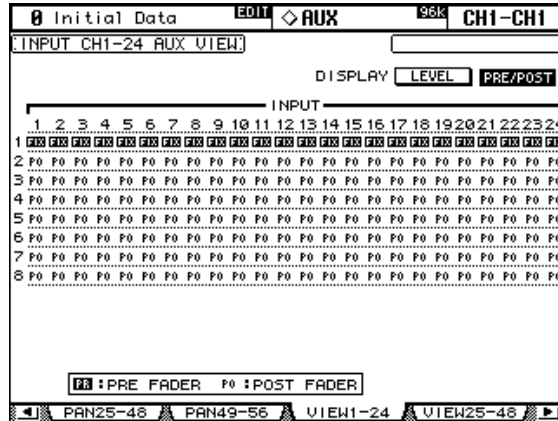 0 Initial Data EDIT ◇AUX 96K CH1-CH1
INPUT CH1-24 AUX VIEW
DISPLAY LEVEL PRE/POST
INPUT
1 2 3 4 5 6 7 8 9 10 11 12 13 14 15 16 17 18 19 20 21 22 23 24
1 FIX FIX FIX FIX FIX FIX FIX FIX FIX FIX FIX FIX FIX FIX FIX FIX FIX FIX FIX FIX FIX FIX FIX
2 PO PO PO PO PO PO PO PO PO PO PO PO PO PO PO PO PO PO PO PO PO PO PO PO
3 PO PO PO PO PO PO PO PO PO PO PO PO PO PO PO PO PO PO PO PO PO PO PO PO
4 PO PO PO PO PO PO PO PO PO PO PO PO PO PO PO PO PO PO PO PO PO PO PO PO
5 PO PO PO PO PO PO PO PO PO PO PO PO PO PO PO PO PO PO PO PO PO PO PO PO
6 PO PO PO PO PO PO PO PO PO PO PO PO PO PO PO PO PO PO PO PO PO PO PO PO
7 PO PO PO PO PO PO PO PO PO PO PO PO PO PO PO PO PO PO PO PO PO PO PO PO
8 PO PO PO PO PO PO PO PO PO PO PO PO PO PO PO PO PO PO PO PO PO PO PO PO
PR :PRE FADER PO :POST FADER
PAN25-48 PAN49-56 VIEW1-24 VIEW25-48